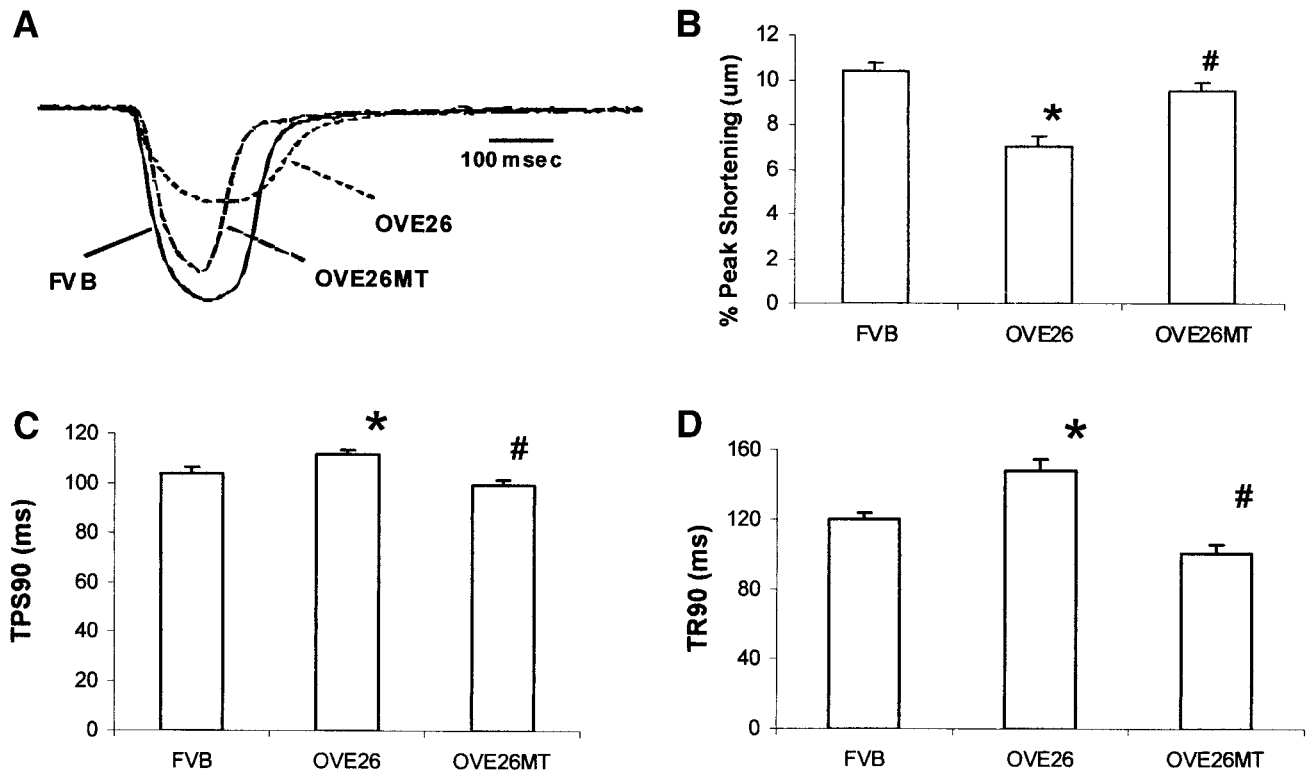 A
100 msec
OVE26
OVE26MT
FVB
B
% Peak Shortening (um)
12
10
8
6
4
2
0
#
*
FVB
OVE26
OVE26MT
C
TPS90 (ms)
120
100
80
60
40
20
0
*
#
FVB
OVE26
OVE26MT
D
TR90 (ms)
160
120
80
40
0
*
#
FVB
OVE26
OVE26MT